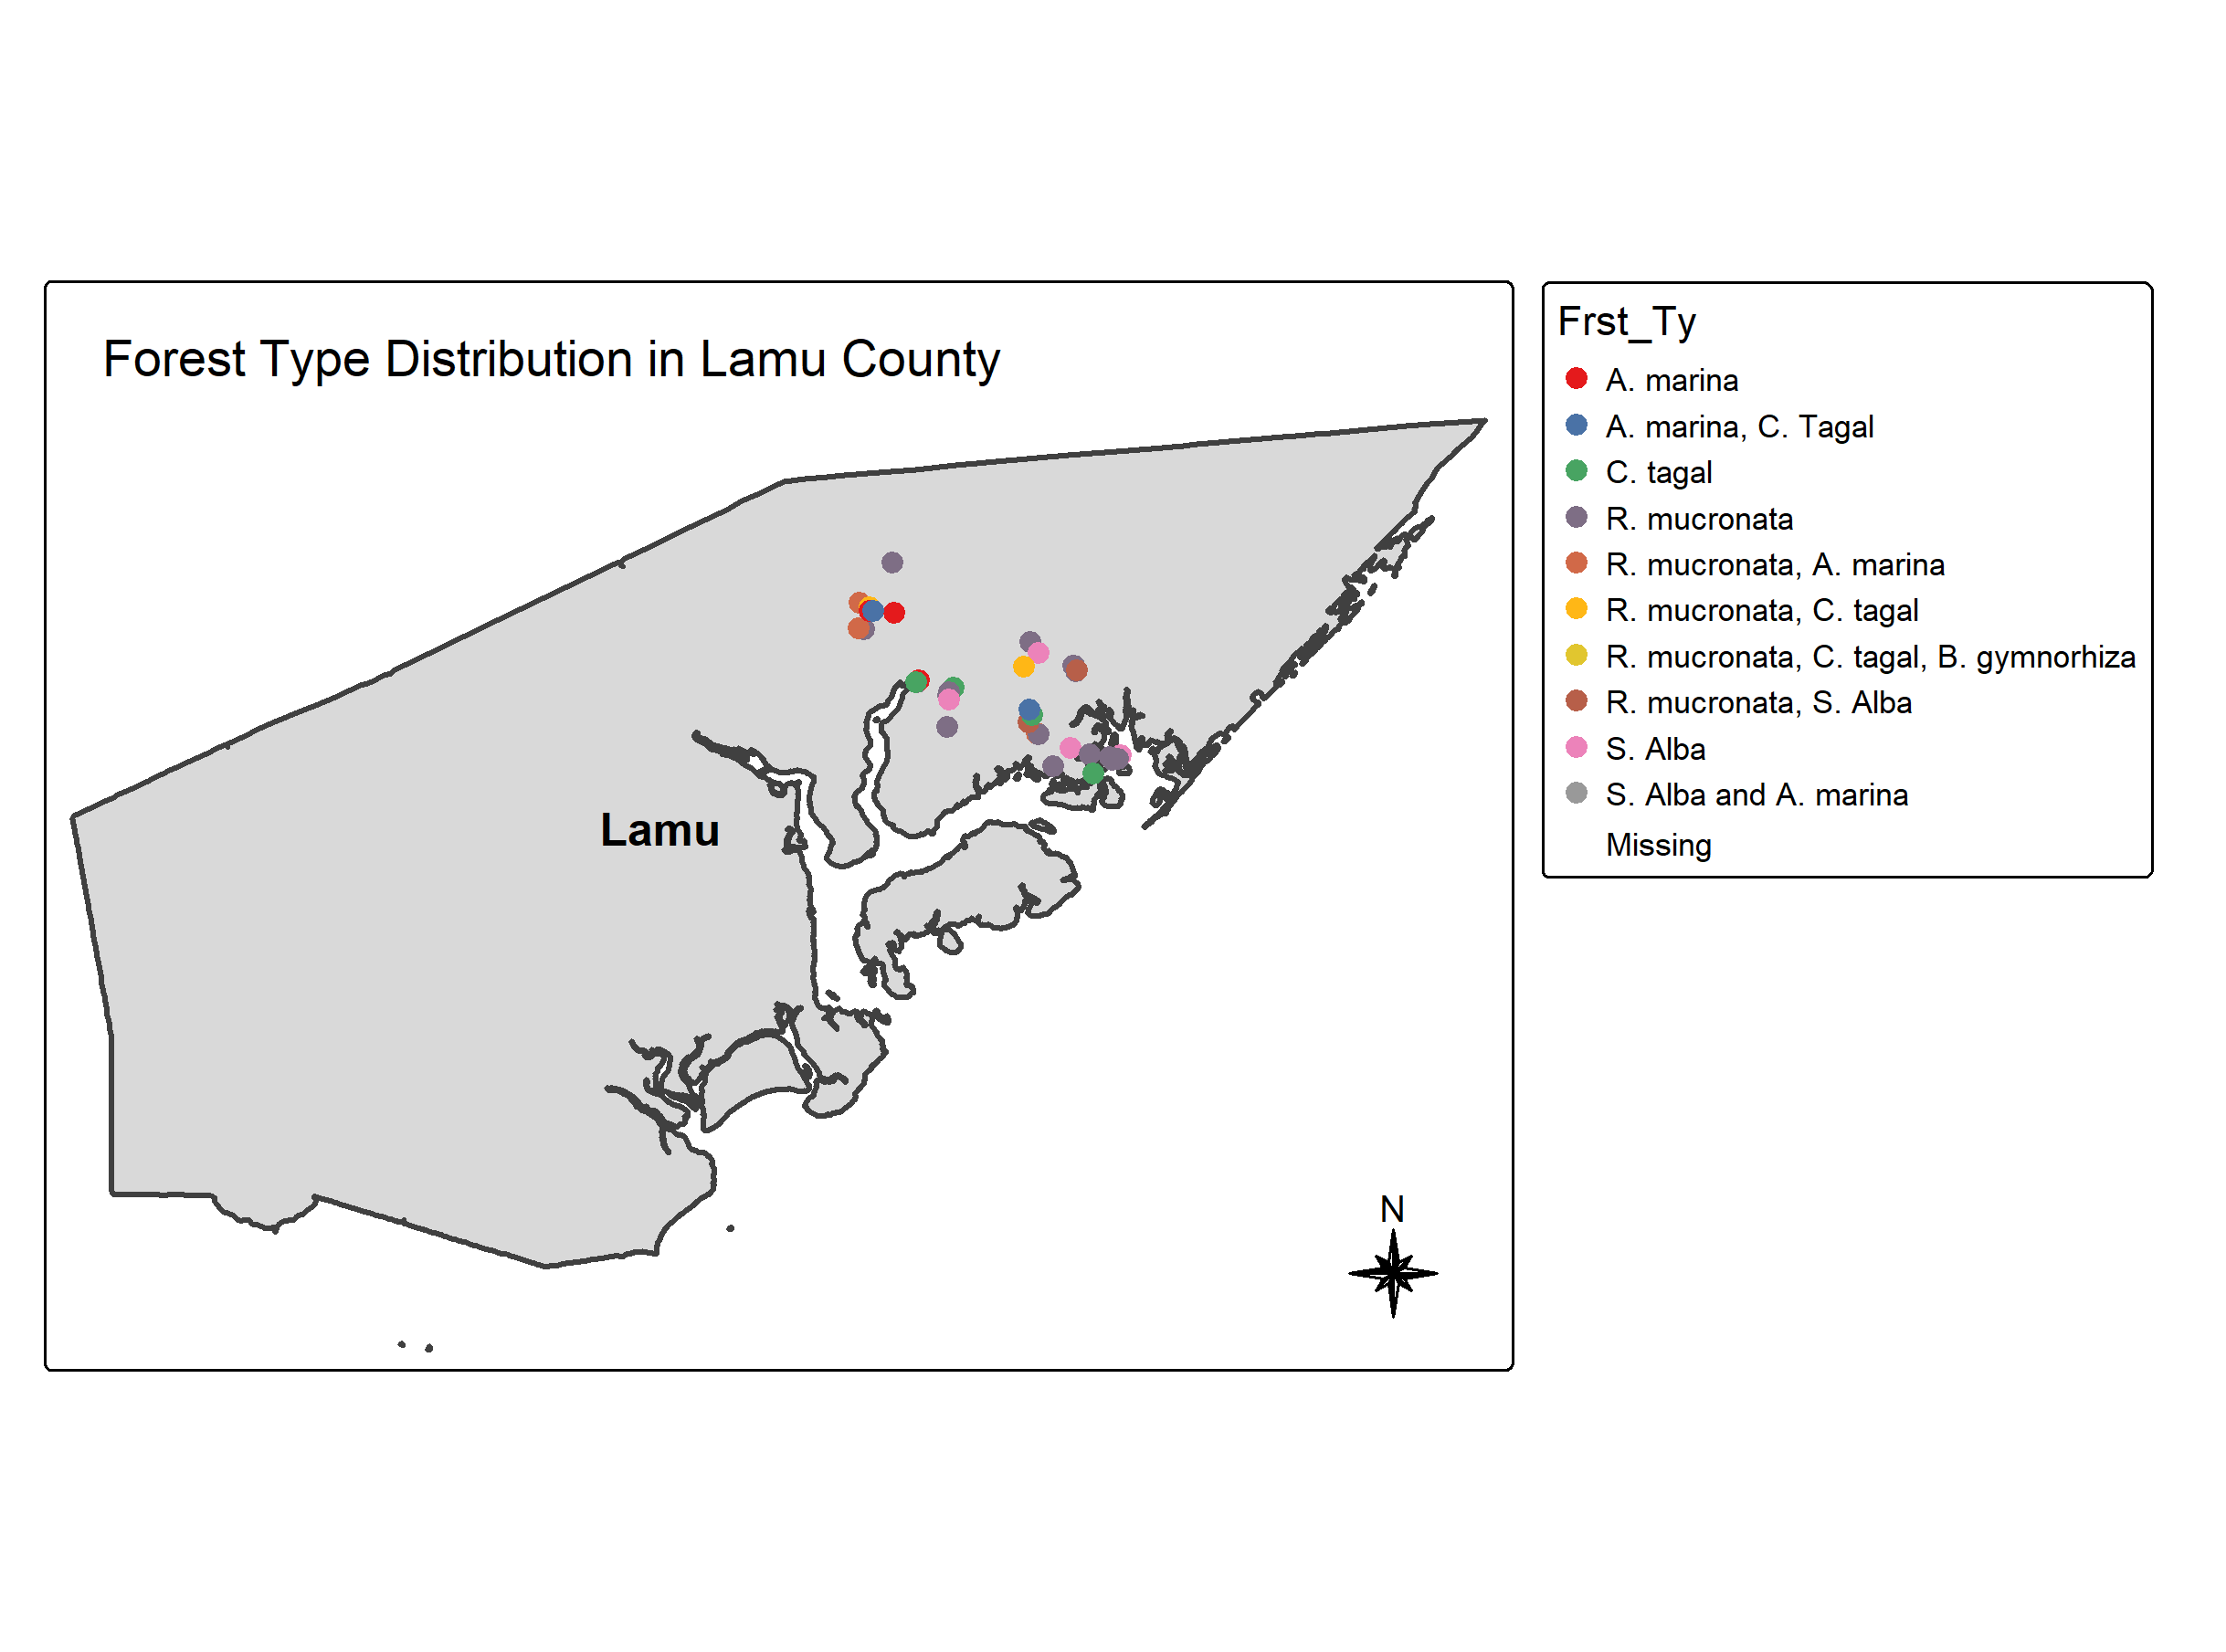 Forest Type Distribution in Lamu County
Lamu
N
Frst_Ty
A. marina
A. marina, C. Tagal
C. tagal
R. mucronata
R. mucronata, A. marina
R. mucronata, C. tagal
R. mucronata, C. tagal, B. gymnorhiza
R. mucronata, S. Alba
S. Alba
S. Alba and A. marina
Missing